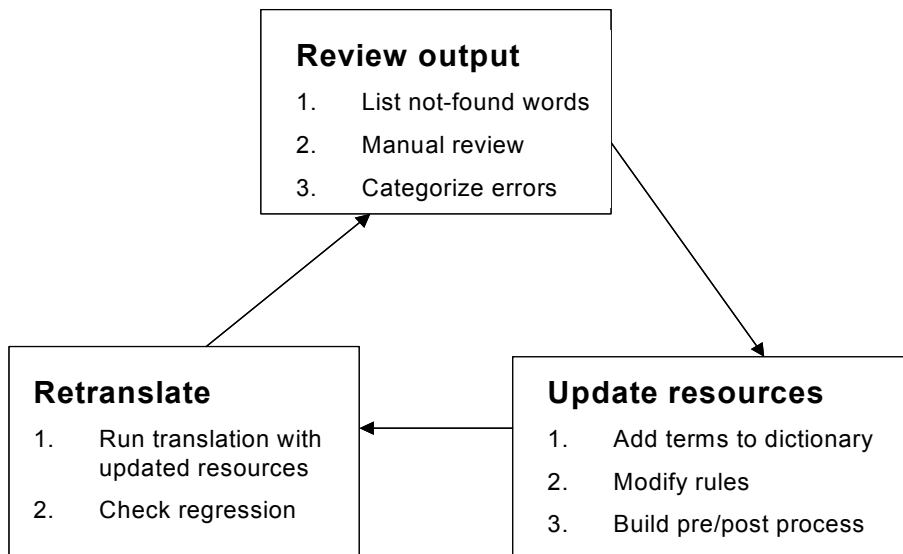 Review output
1. List not-found words
2. Manual review
3. Categorize errors
Retranslate
1. Run translation with
updated resources
2. Check regression
Update resources
1. Add terms to dictionary
2. Modify rules
3. Build pre/post process